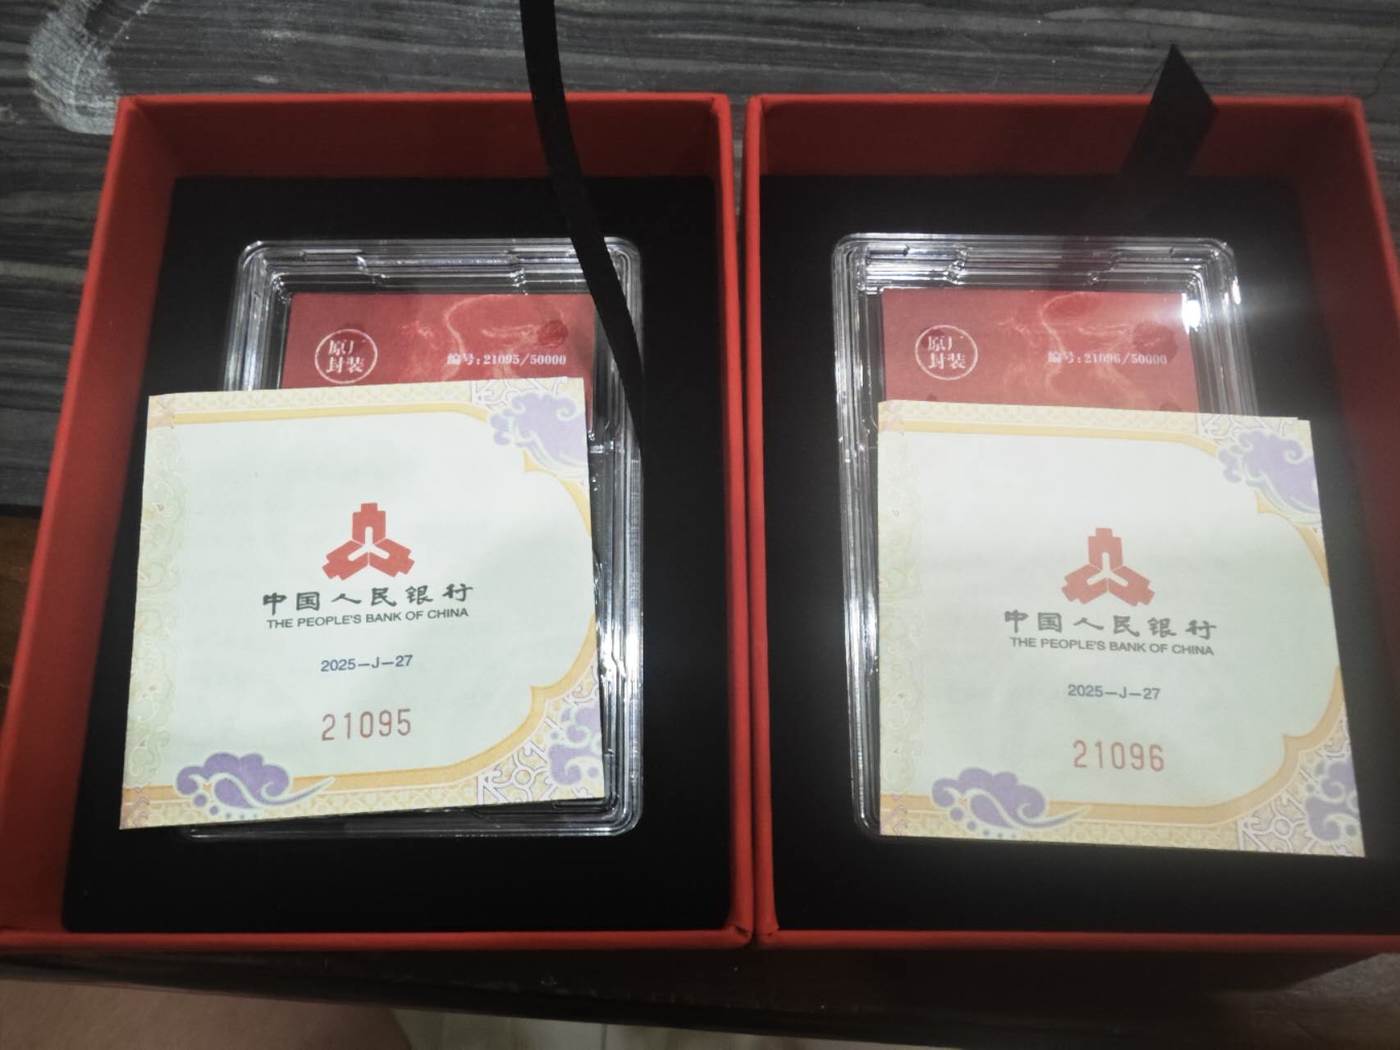 原厂
封装
编号:21095/50000
中国人民银行
THE PEOPLE'S BANK OF CHINA
2025-J-27
21095
原厂
封装
编号:21096/50000
中国人民银行
THE PEOPLE'S BANK OF CHINA
2025-J-27
21096